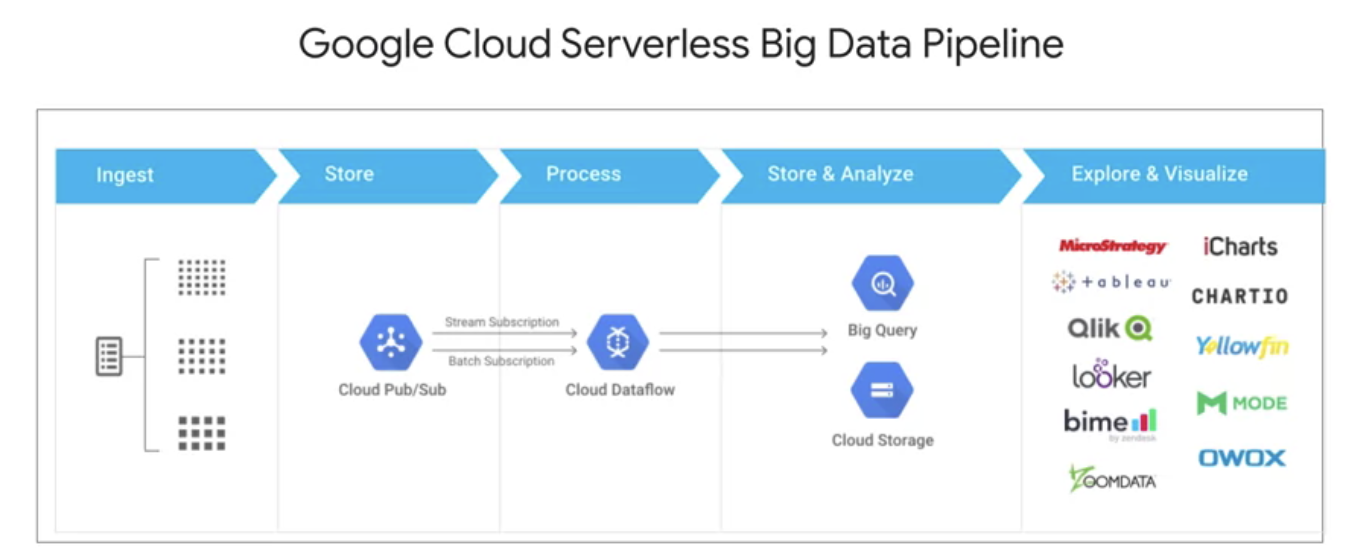 Google Cloud Serverless Big Data Pipeline
Ingest
Store
Process
Store & Analyze
Explore & Visualize
Stream Subscription
Batch Subscription
Cloud Pub/Sub
Cloud Dataflow
Big Query
Cloud Storage
MicroStrategy
iCharts
+ableau
CHARTIO
Qlik
Yellowfin
looker
MODE
bime
by zendesk
OWOX
ZOOMDATA